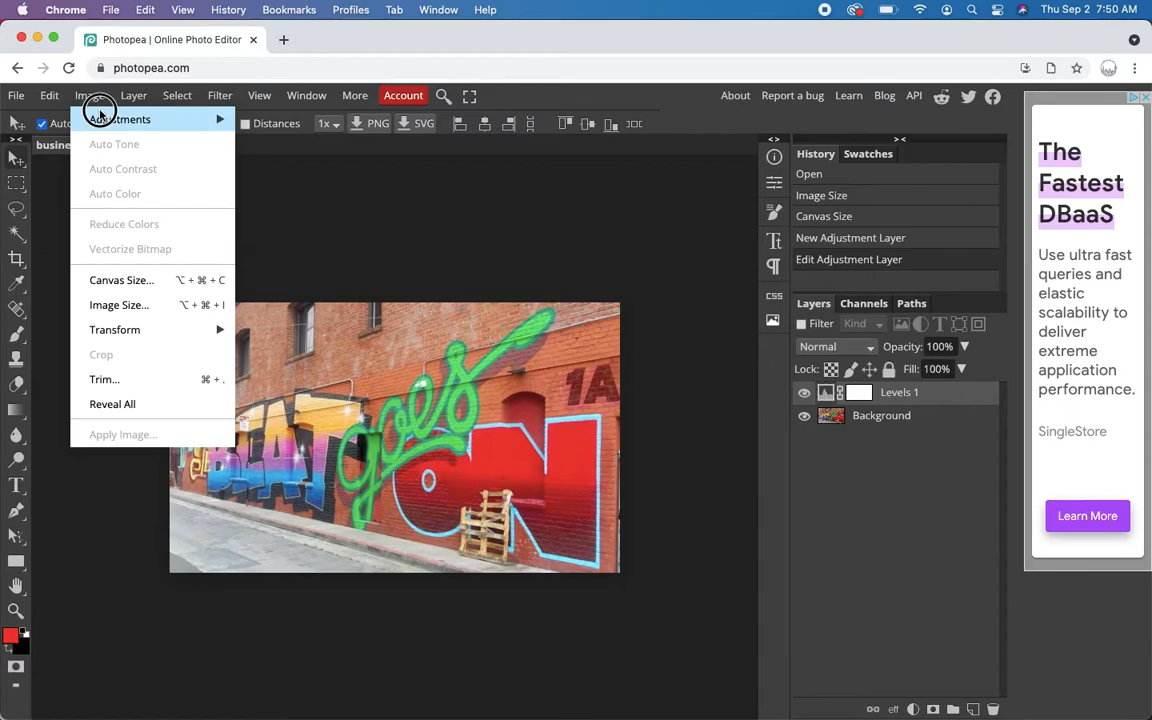 Chrome File Edit View History Bookmarks Profiles Tab Window Help Thu Sep 2 7:50 AM
Photopea | Online Photo Editor
photopea.com
File Edit Layer Select Filter View Window More Account About Report a bug Learn Blog API
Distances 1x PNG SVG
Adjustments
Auto Tone
Auto Contrast
Auto Color
Reduce Colors
Vectorize Bitmap
Canvas Size... ⌥ + ⌘ + C
Image Size... ⌥ + ⌘ + I
Transform
Crop
Trim... ⌘ + .
Reveal All
Apply Image...
goes
ON
1A
CSS
History Swatches
Open
Image Size
Canvas Size
New Adjustment Layer
Edit Adjustment Layer
Layers Channels Paths
Filter Kind
Normal Opacity: 100%
Lock: Fill: 100%
Levels 1
Background
eff
The
Fastest
DBaaS
Use ultra fast
queries and
elastic
scalability to
deliver
extreme
application
performance.
SingleStore
Learn More